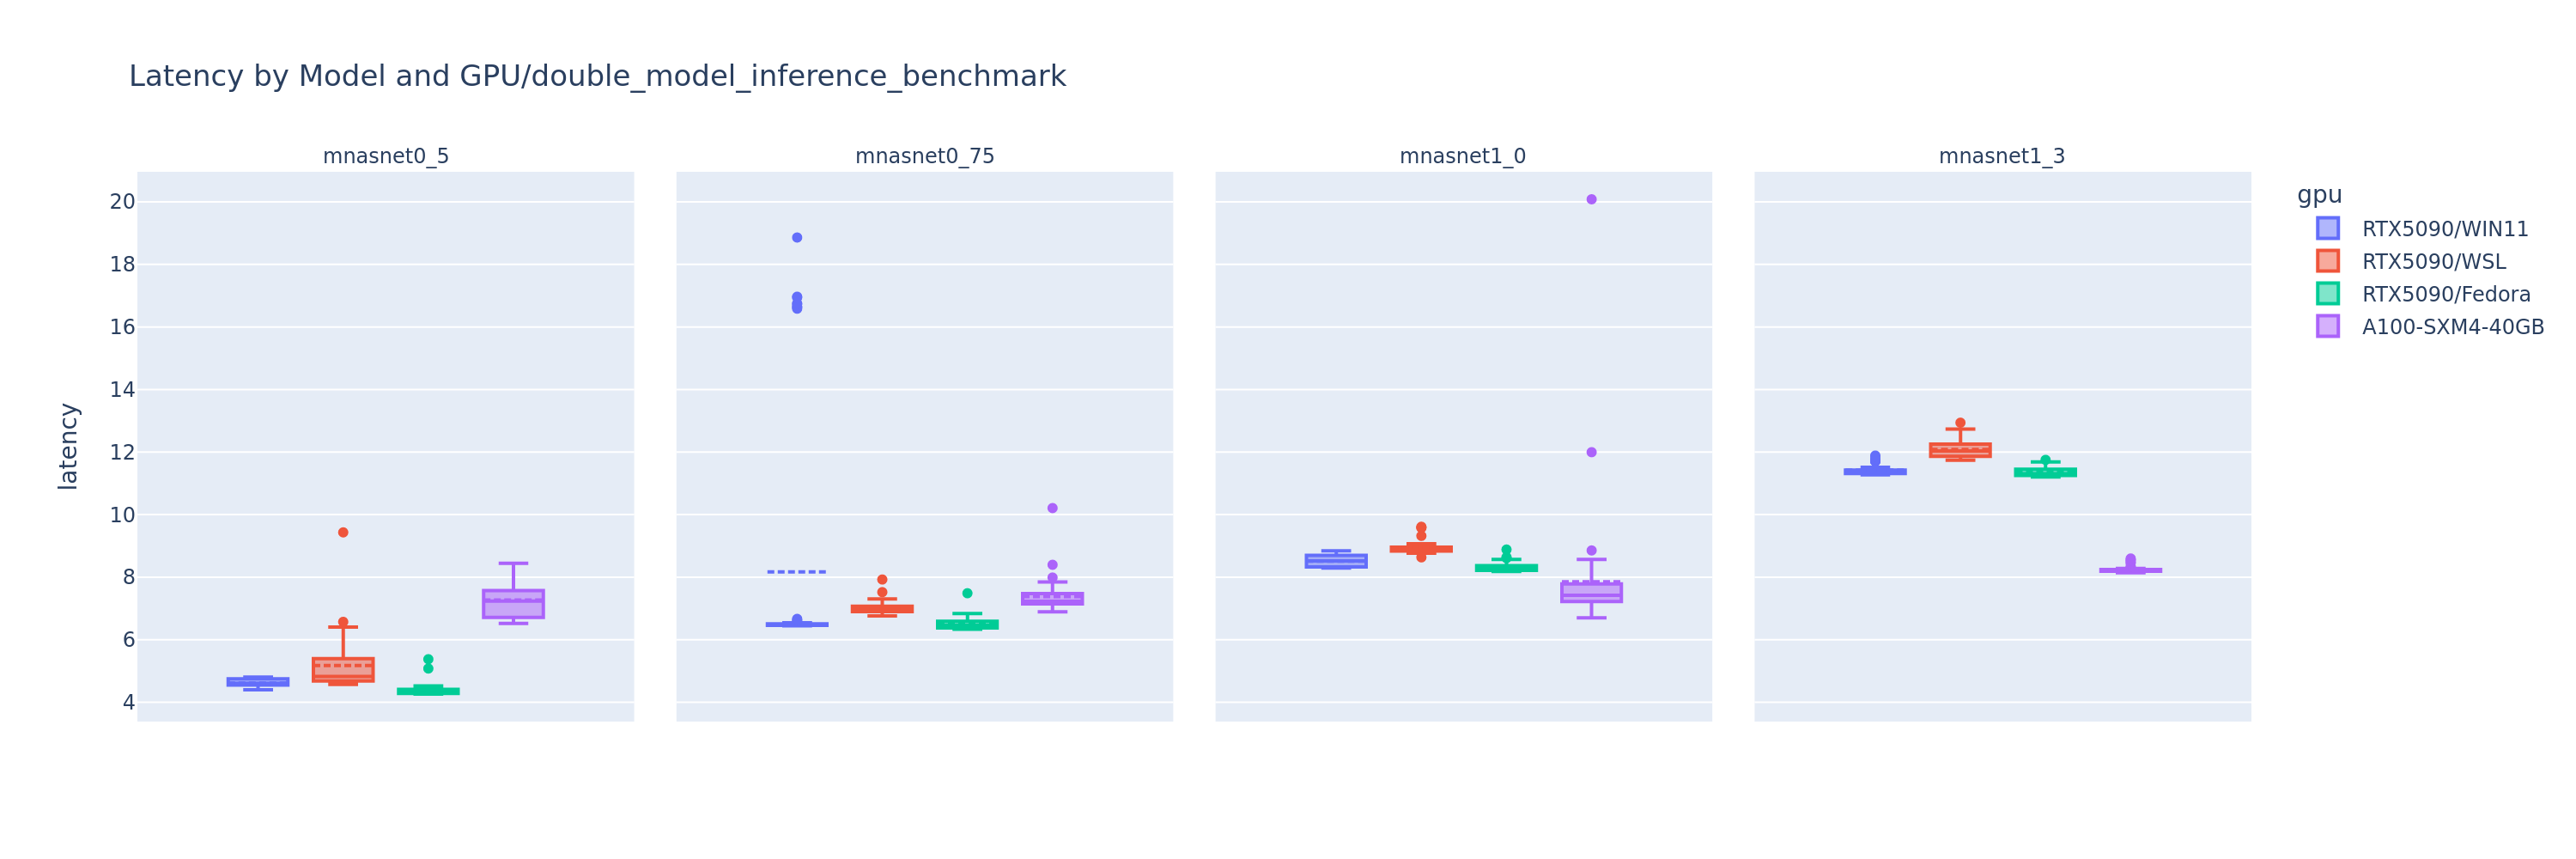 Latency by Model and GPU/double_model_inference_benchmark
mnasnet0_5
mnasnet0_75
mnasnet1_0
mnasnet1_3
20
18
16
14
12
10
8
6
4
latency
gpu
RTX5090/WIN11
RTX5090/WSL
RTX5090/Fedora
A100-SXM4-40GB